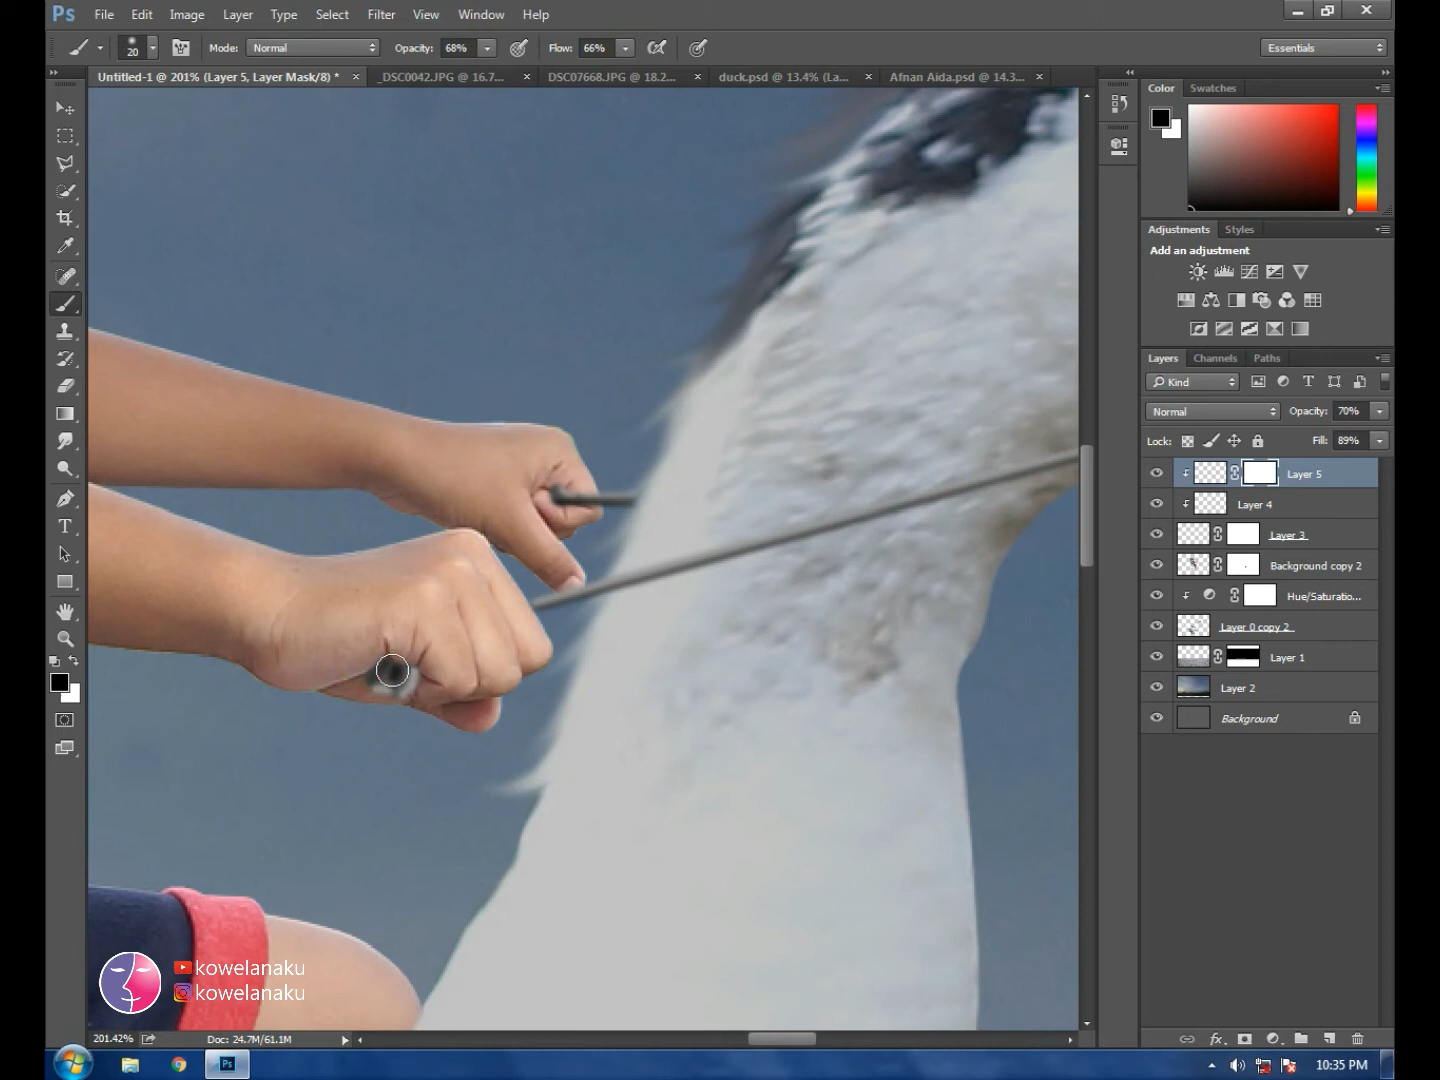 Ps File Edit Image Layer Type Select Filter View Window Help
20 Mode: Normal Opacity: 68% Flow: 66% Essentials
Untitled-1 @ 201% (Layer 5, Layer Mask/8) * × _DSC0042.JPG @ 16.7... × DSC07668.JPG @ 18.2... × duck.psd @ 13.4% (La... × Afnan Aida.psd @ 14.3... ×
Color Swatches
Adjustments Styles
Add an adjustment
Layers Channels Paths
Kind
Normal Opacity: 70%
Lock: Fill: 89%
Layer 5
Layer 4
Layer 3
Background copy 2
Hue/Saturatio...
Layer 0 copy 2
Layer 1
Layer 2
Background
kowelanaku
kowelanaku
201.42% Doc: 24.7M/61.1M
fx
Ps 10:35 PM